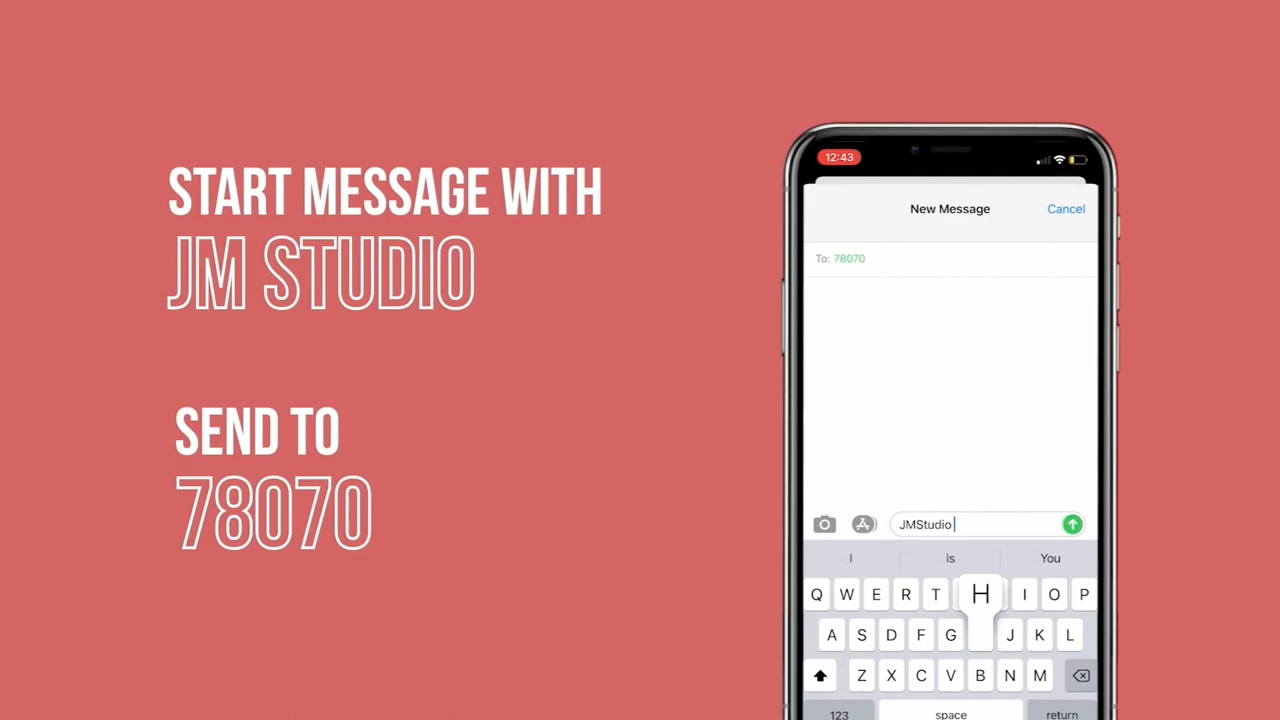 START MESSAGE WITH
JM STUDIO
SEND TO
78070
12:43
New Message
Cancel
To: 78070
JMStudio
I
Is
You
Q W E R T H I O P
A S D F G J K L
Z X C V B N M
123
space
return